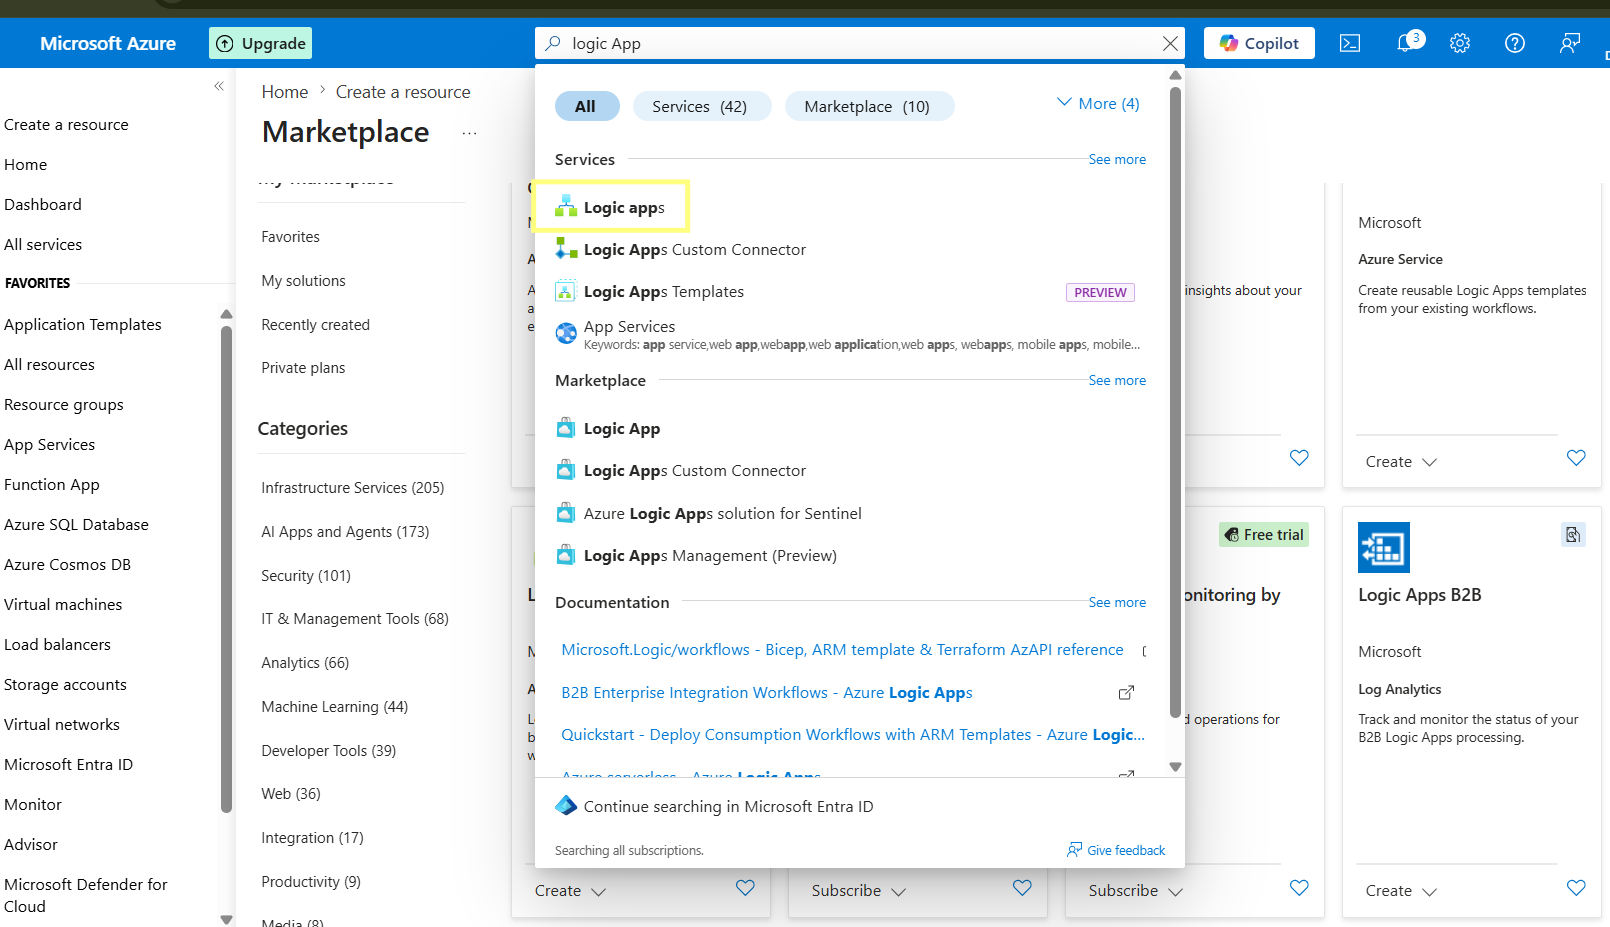 Microsoft Azure
Upgrade
logic App
Copilot
3
Create a resource
Home
Dashboard
All services
FAVORITES
Application Templates
All resources
Resource groups
App Services
Function App
Azure SQL Database
Azure Cosmos DB
Virtual machines
Load balancers
Storage accounts
Virtual networks
Microsoft Entra ID
Monitor
Advisor
Microsoft Defender for
Cloud
Home > Create a resource
Marketplace ...
Favorites
My solutions
Recently created
Private plans
Categories
Infrastructure Services (205)
AI Apps and Agents (173)
Security (101)
IT & Management Tools (68)
Analytics (66)
Machine Learning (44)
Developer Tools (39)
Web (36)
Integration (17)
Productivity (9)
Media (8)
All
Services (42)
Marketplace (10)
More (4)
Services
See more
Logic apps
Logic Apps Custom Connector
Logic Apps Templates
PREVIEW
App Services
Keywords: app service,web app,webapp,web application,web apps, webapps, mobile apps, mobile...
Marketplace
See more
Logic App
Logic Apps Custom Connector
Azure Logic Apps solution for Sentinel
Logic Apps Management (Preview)
Documentation
See more
Microsoft.Logic/workflows - Bicep, ARM template & Terraform AzAPI reference
B2B Enterprise Integration Workflows - Azure Logic Apps
Quickstart - Deploy Consumption Workflows with ARM Templates - Azure Logic...
Azure serverless - Azure Logic Apps
Continue searching in Microsoft Entra ID
Searching all subscriptions.
Give feedback
insights about your
Microsoft
Azure Service
Create reusable Logic Apps templates
from your existing workflows.
Create
Free trial
onitoring by
operations for
Logic Apps B2B
Microsoft
Log Analytics
Track and monitor the status of your
B2B Logic Apps processing.
Create
Subscribe
Subscribe
Create